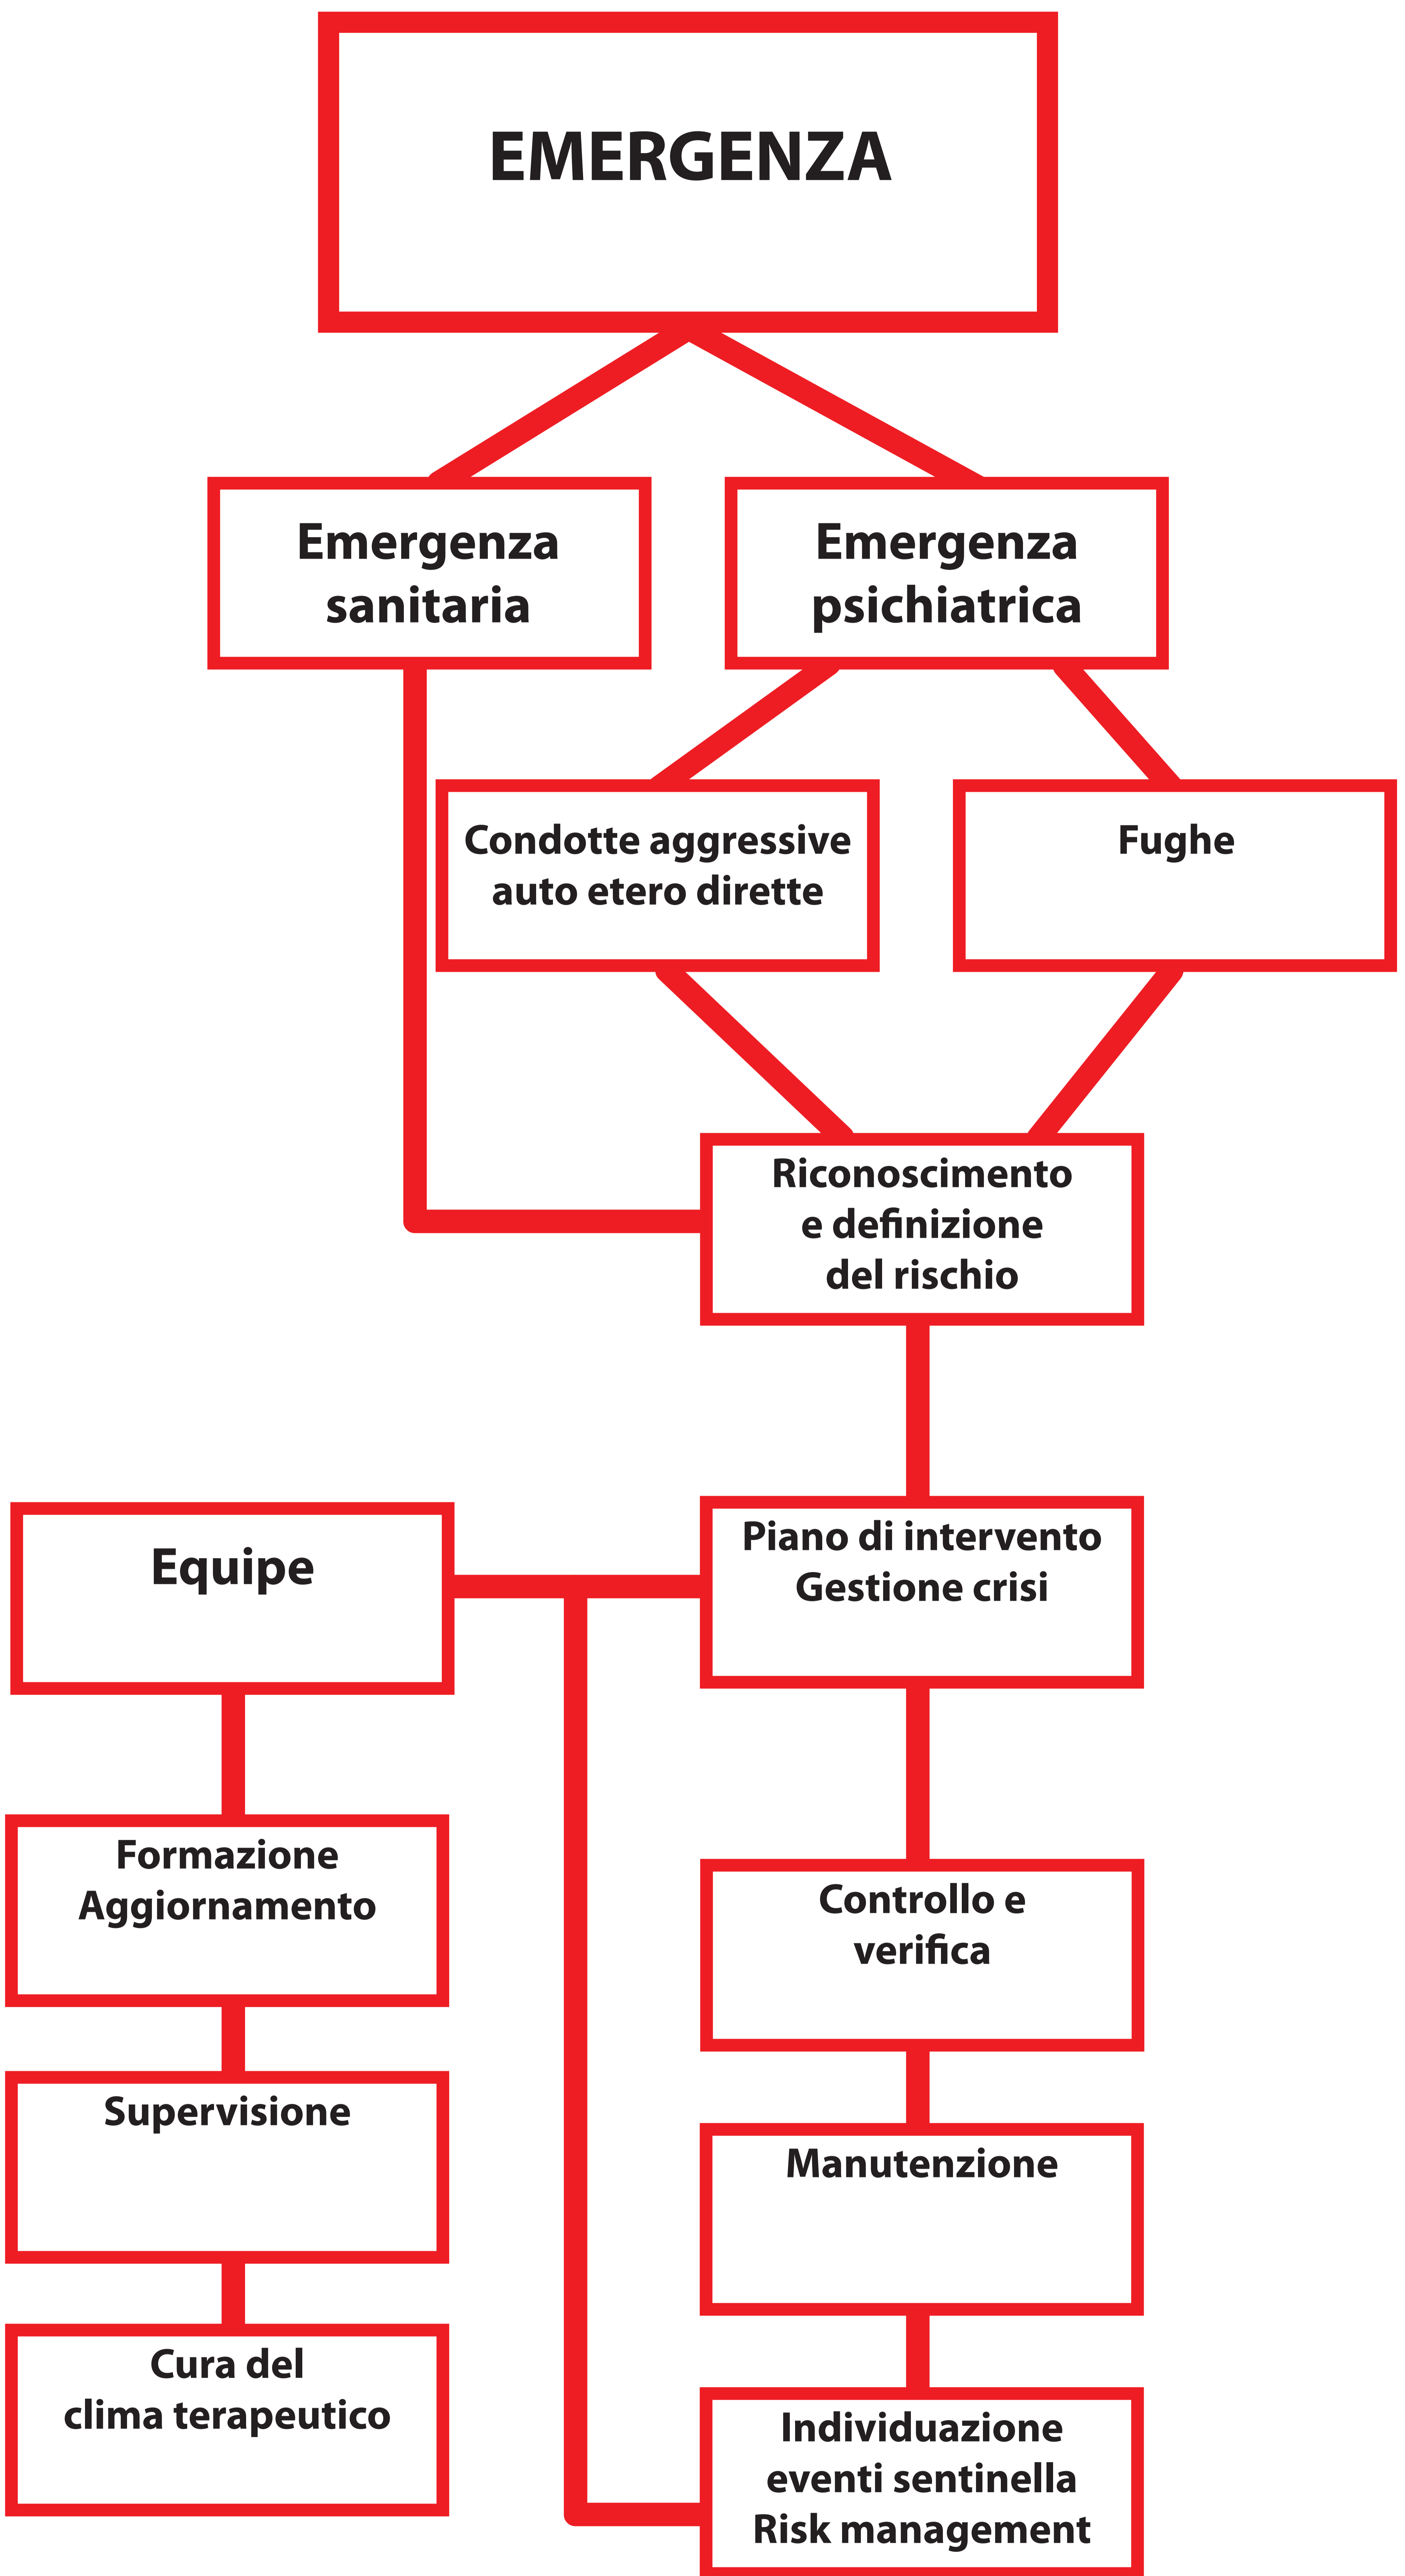 EMERGENZA
Emergenza
sanitaria
Emergenza
psichiatrica
Condotte aggressive
auto etero dirette
Fughe
Riconoscimento
e definizione
del rischio
Equipe
Piano di intervento
Gestione crisi
Formazione
Aggiornamento
Controllo e
verifica
Supervisione
Manutenzione
Cura del
clima terapeutico
Individuazione
eventi sentinella
Risk management